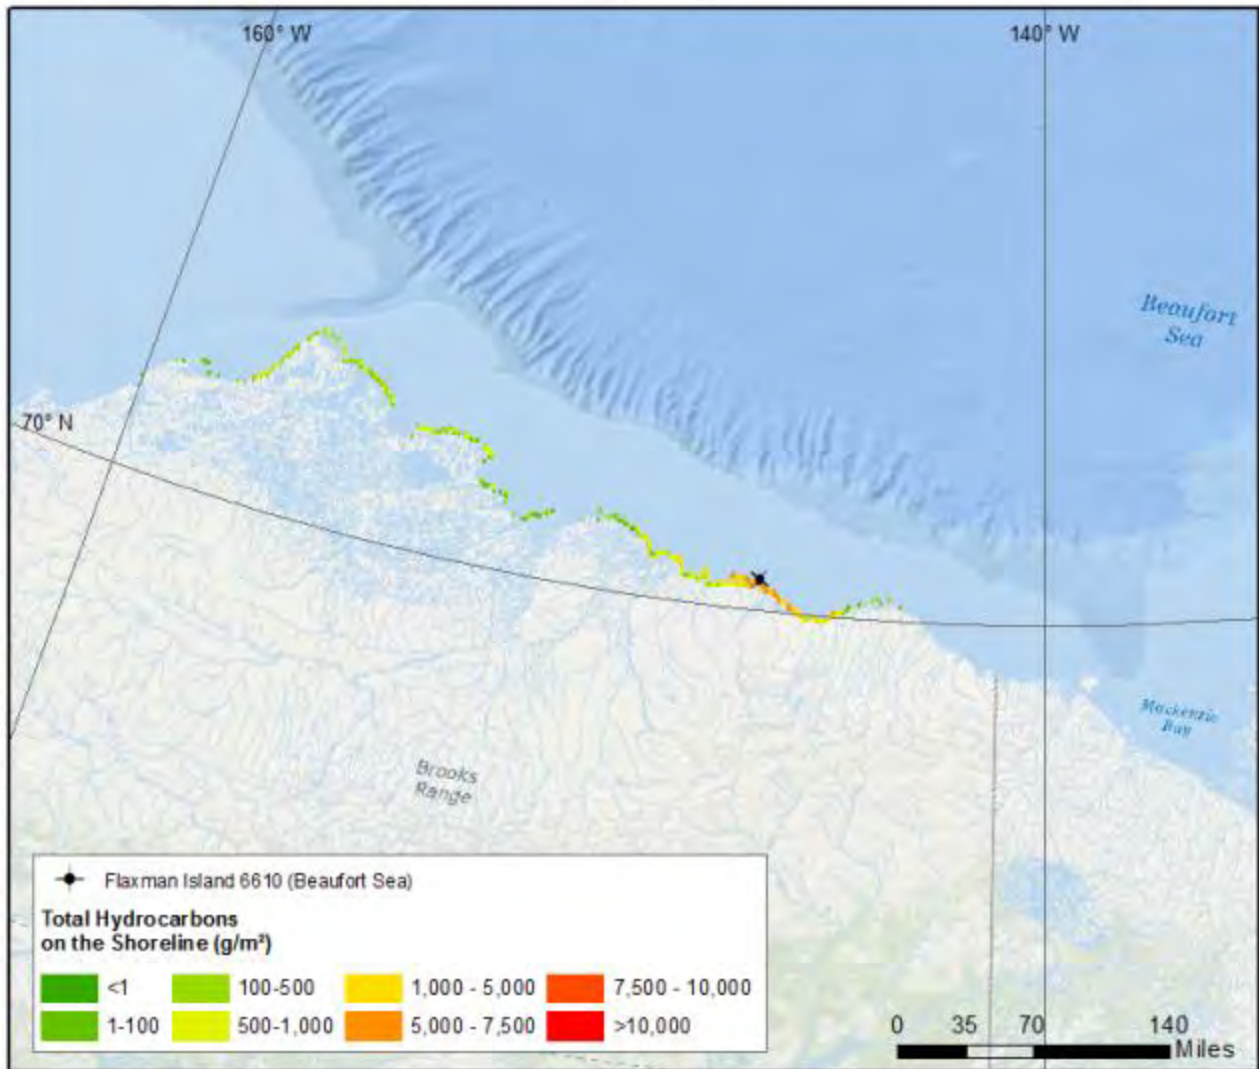 160° W
140° W
Beaufort
Sea
70° N
Mackenzie
Bay
Brooks
Range
Flaxman Island 6610 (Beaufort Sea)
Total Hydrocarbons
on the Shoreline (g/m²)
<1
100-500
1,000 - 5,000
7,500 - 10,000
1-100
500-1,000
5,000 - 7,500
>10,000
0 35 70 140
Miles